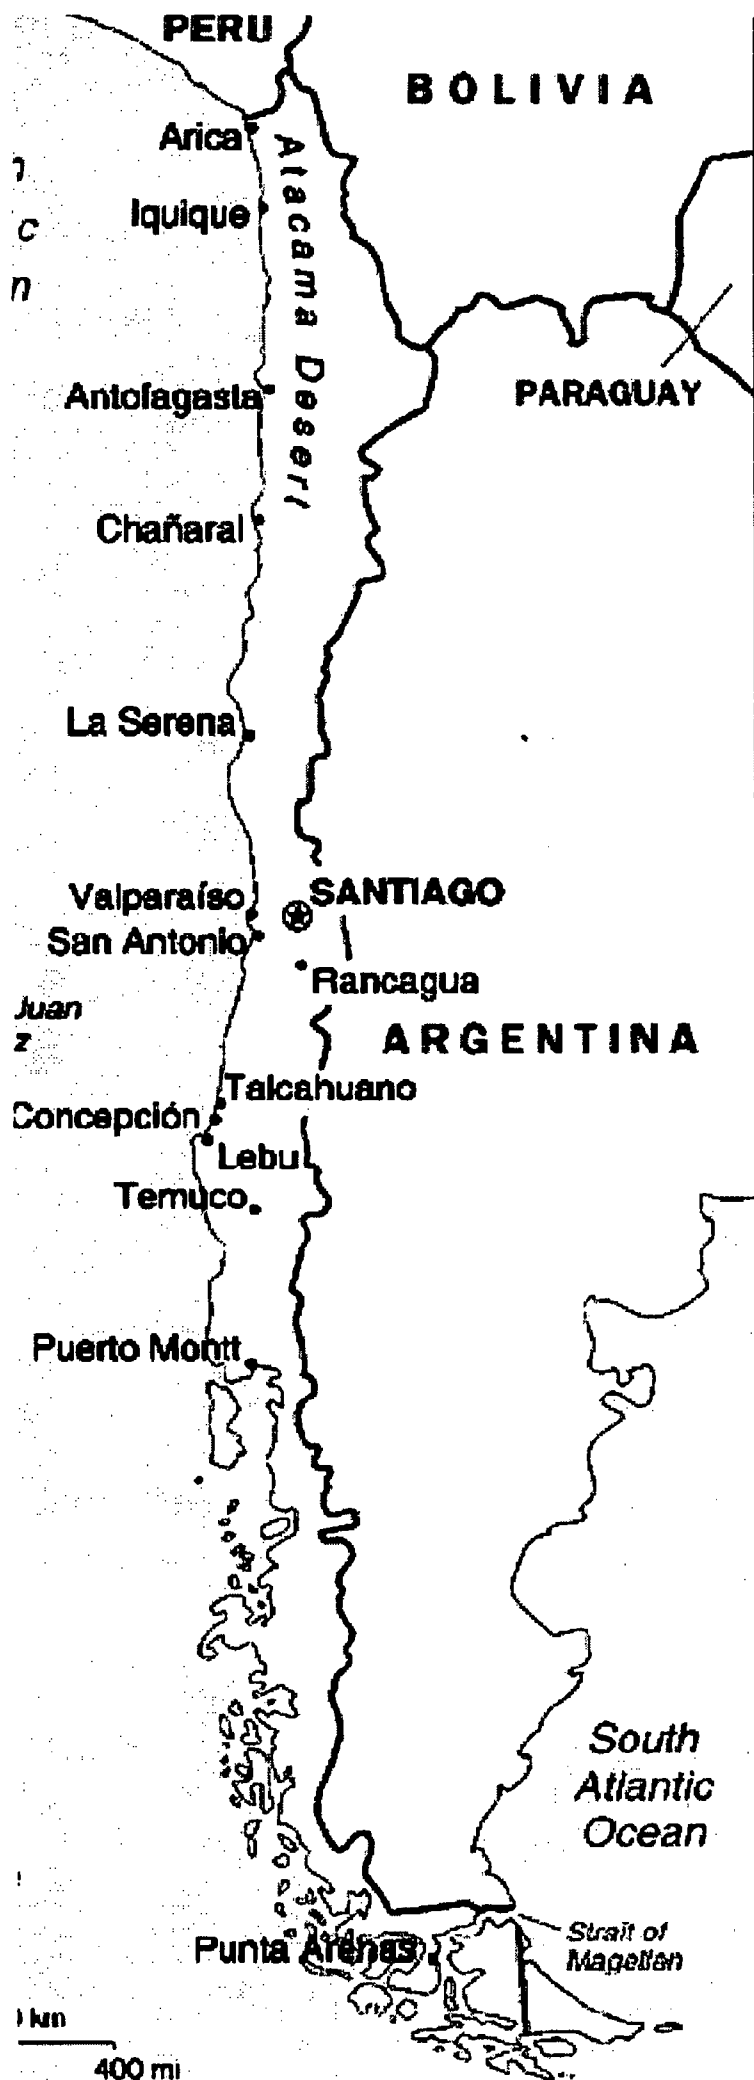 PERU
BOLIVIA
Arica
Atacama Desert
Iquique
c
n
Antofagasta
PARAGUAY
Chañaral
La Serena
Valparaíso
SANTIAGO
San Antonio
Rancagua
Juan
z
ARGENTINA
Talcahuano
Concepción
Lebu
Temuco
Puerto Montt
South
Atlantic
Ocean
Strait of
Magellan
Punta Arenas
km
400 mi